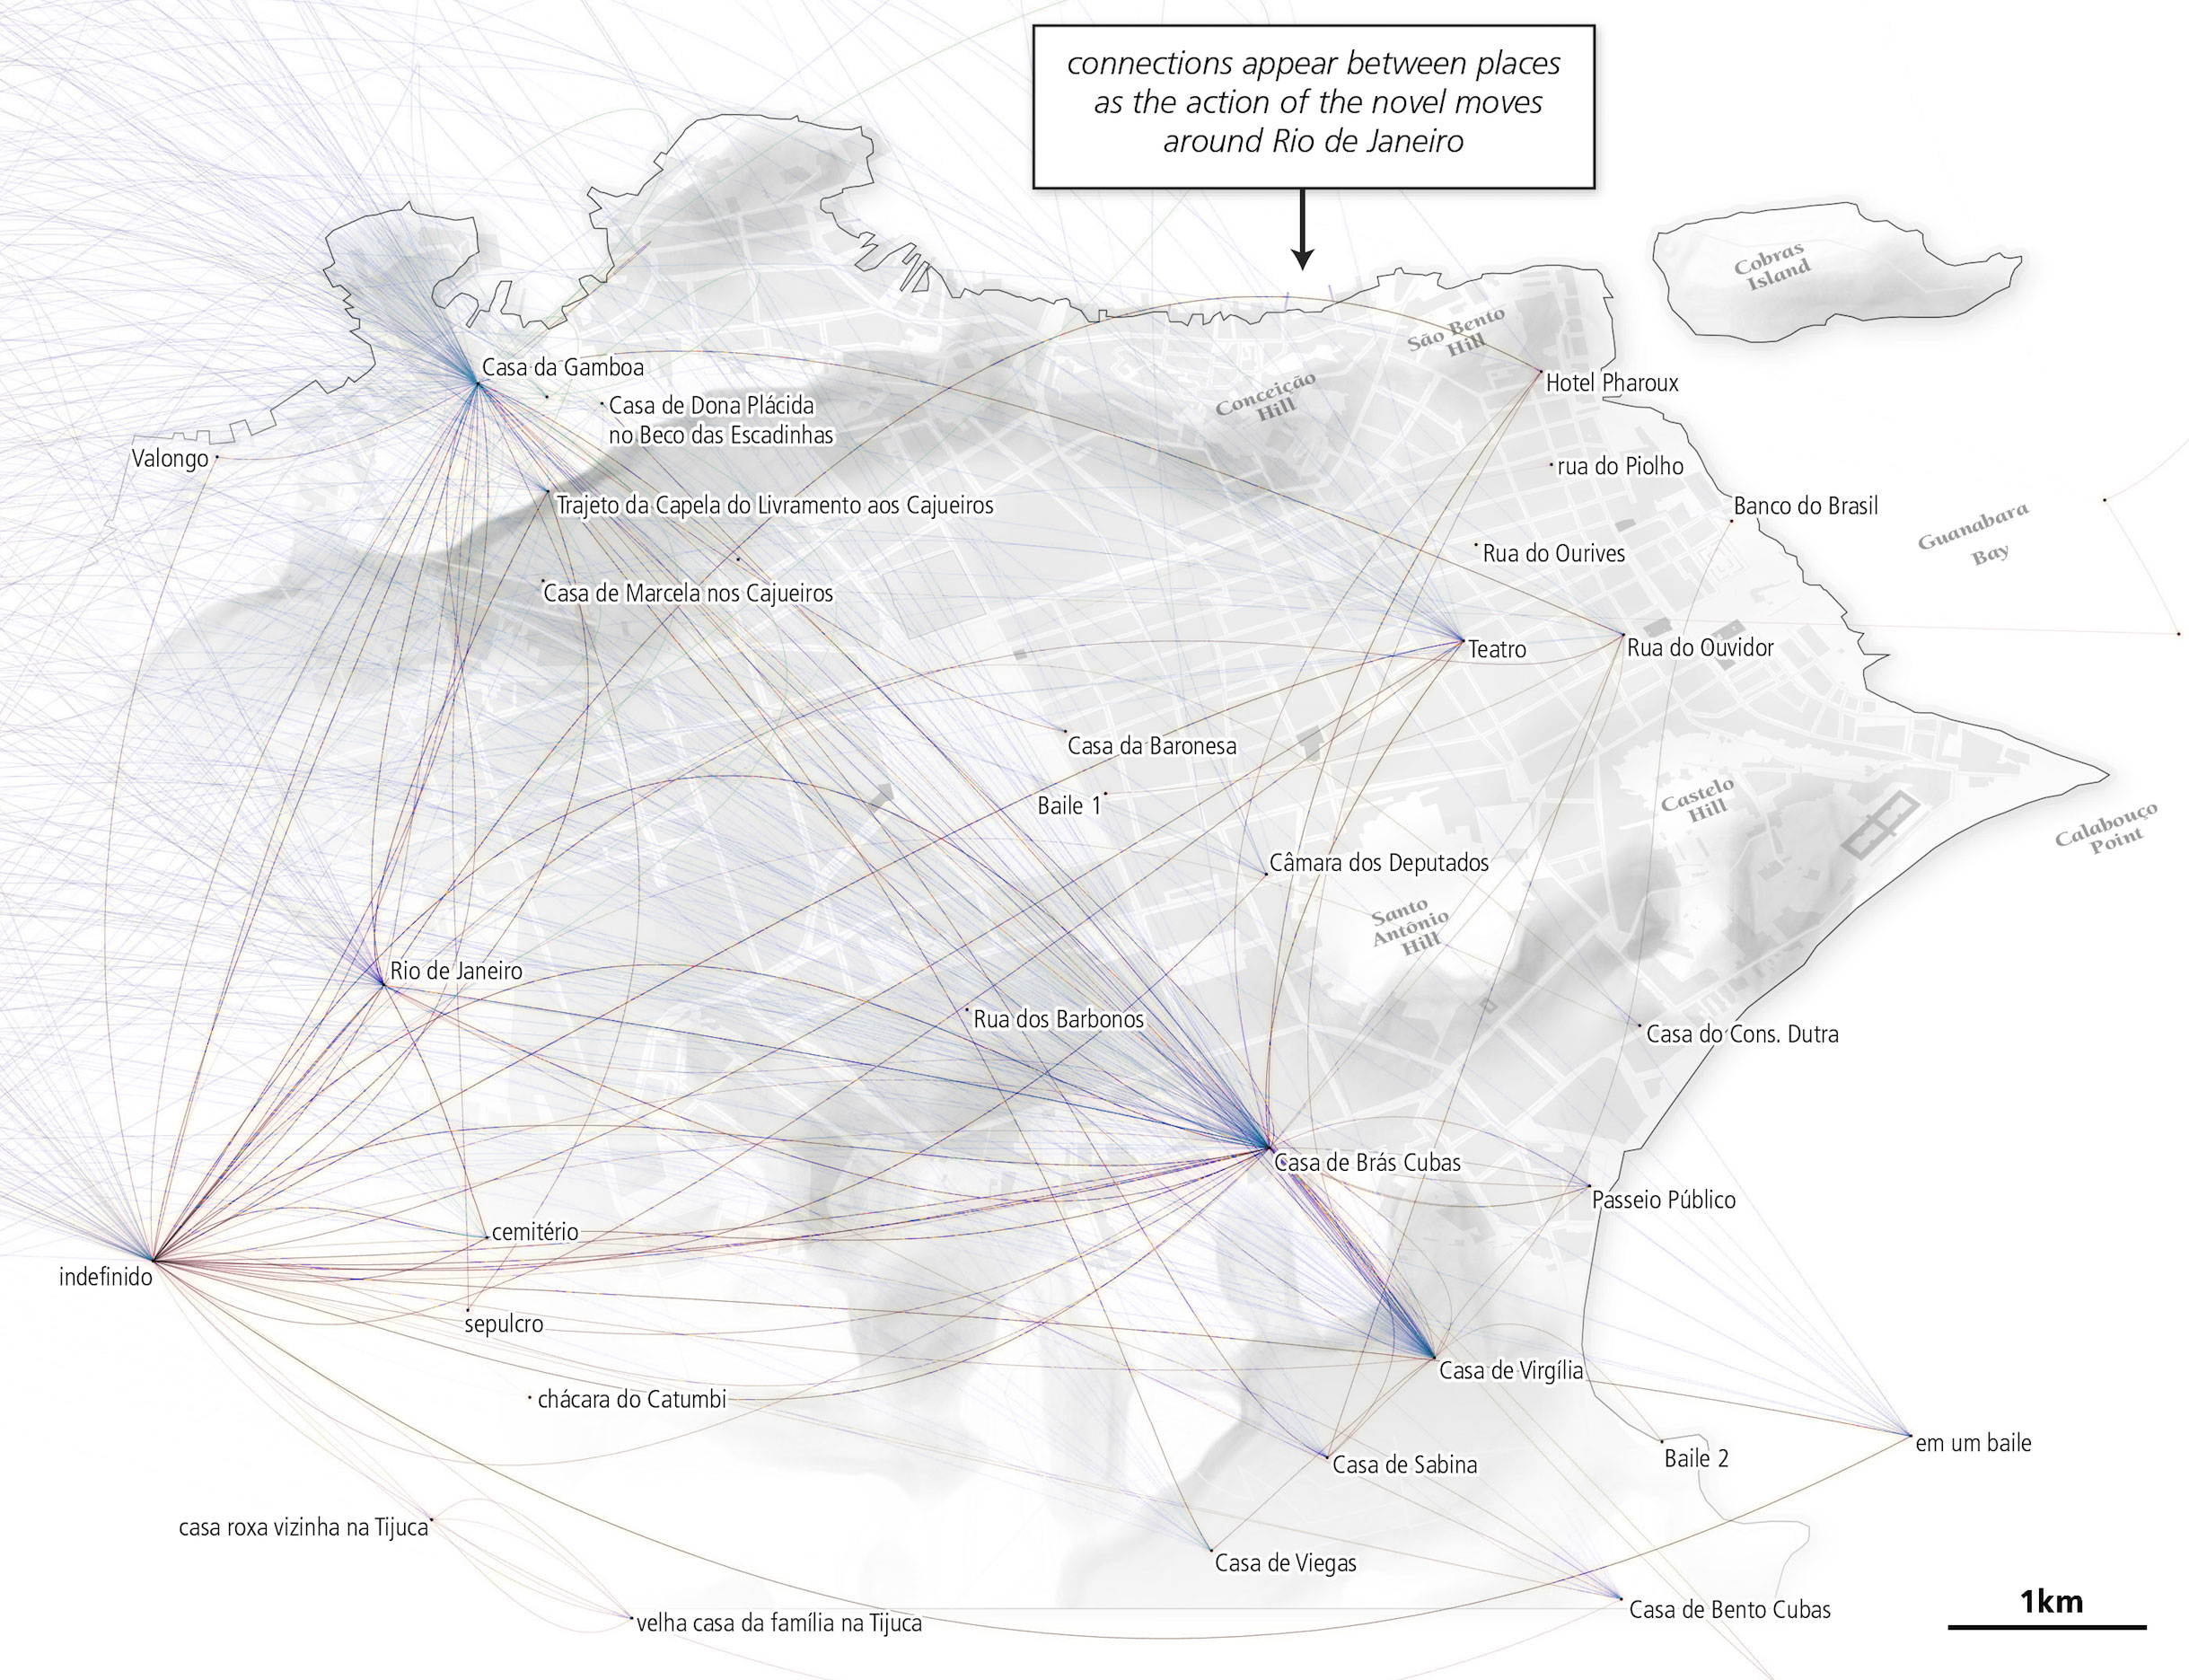 connections appear between places
as the action of the novel moves
around Rio de Janeiro
Cobras
Island
São Bento
Hill
Casa da Gamboa
Hotel Pharoux
Conceição
Hill
Casa de Dona Plácida
no Beco das Escadinhas
Valongo
rua do Piolho
Trajeto da Capela do Livramento aos Cajueiros
Banco do Brasil
Guanabara
Bay
Rua do Ourives
Casa de Marcela nos Cajueiros
Teatro
Rua do Ouvidor
Casa da Baronesa
Baile 1
Castelo
Hill
Calabouço
Point
Câmara dos Deputados
Santo
Antônio
Hill
Rio de Janeiro
Rua dos Barbonos
Casa do Cons. Dutra
Casa de Brás Cubas
Passeio Público
cemitério
indefinido
sepulcro
Casa de Virgília
chácara do Catumbi
em um baile
Baile 2
Casa de Sabina
casa roxa vizinha na Tijuca
Casa de Viegas
Casa de Bento Cubas
1km
velha casa da família na Tijuca